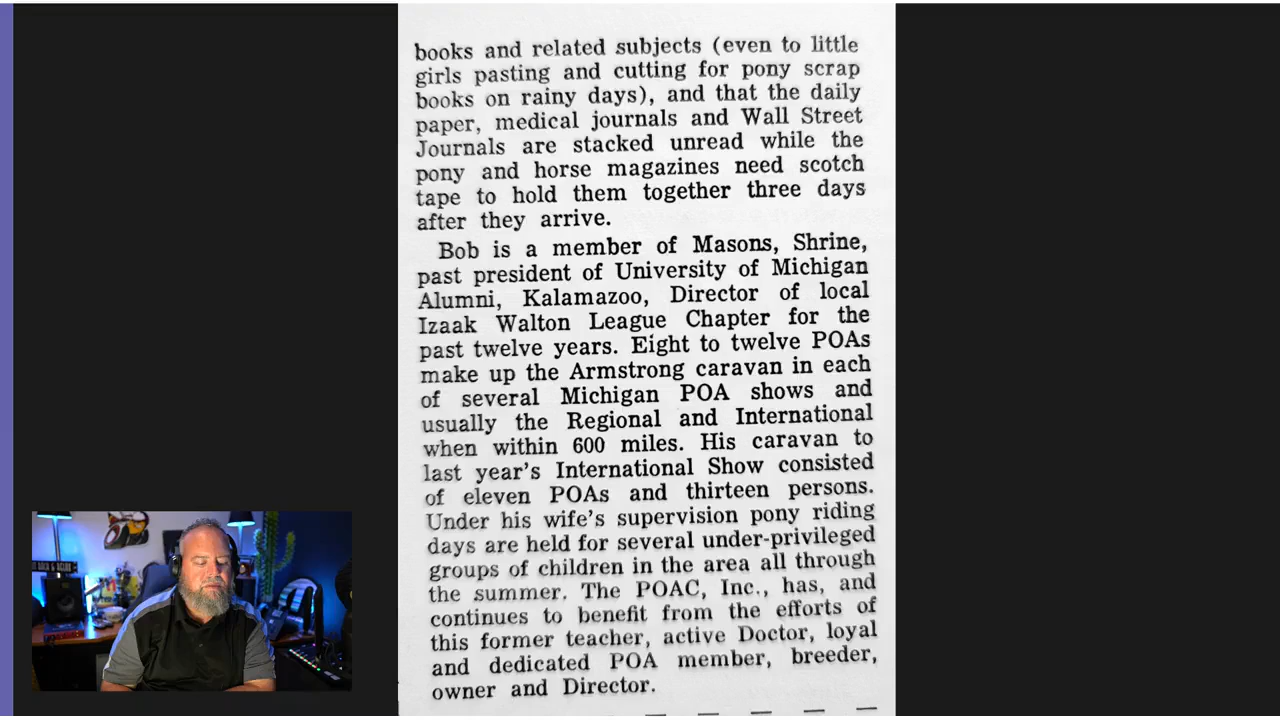 books and related subjects (even to little
girls pasting and cutting for pony scrap
books on rainy days), and that the daily
paper, medical journals and Wall Street
Journals are stacked unread while the
pony and horse magazines need scotch
tape to hold them together three days
after they arrive.
Bob is a member of Masons, Shrine,
past president of University of Michigan
Alumni, Kalamazoo, Director of local
Izaak Walton League Chapter for the
past twelve years. Eight to twelve POAs
make up the Armstrong caravan in each
of several Michigan POA shows and
usually the Regional and International
when within 600 miles. His caravan to
last year's International Show consisted
of eleven POAs and thirteen persons.
Under his wife's supervision pony riding
days are held for several under-privileged
groups of children in the area all through
the summer. The POAC, Inc., has, and
continues to benefit from the efforts of
this former teacher, active Doctor, loyal
and dedicated POA member, breeder,
owner and Director.